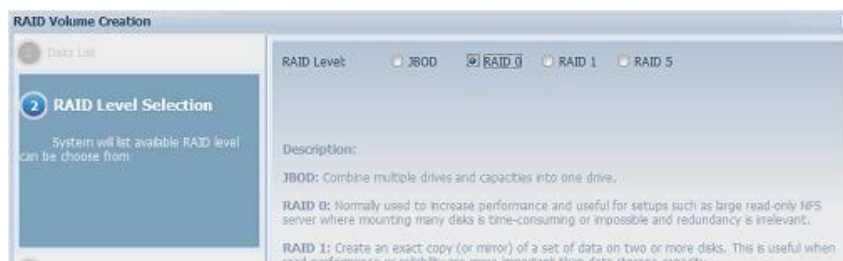 RAID Volume Creation
Disks List
RAID Level: JBOD RAID 0 RAID 1 RAID 5
2 RAID Level Selection
System will list available RAID level
can be choose from
Description:
JBOD: Combine multiple drives and capacities into one drive.
RAID 0: Normally used to increase performance and useful for setups such as large read-only NFS
server where mounting many disks is time-consuming or impossible and redundancy is irrelevant.
RAID 1: Create an exact copy (or mirror) of a set of data on two or more disks. This is useful when